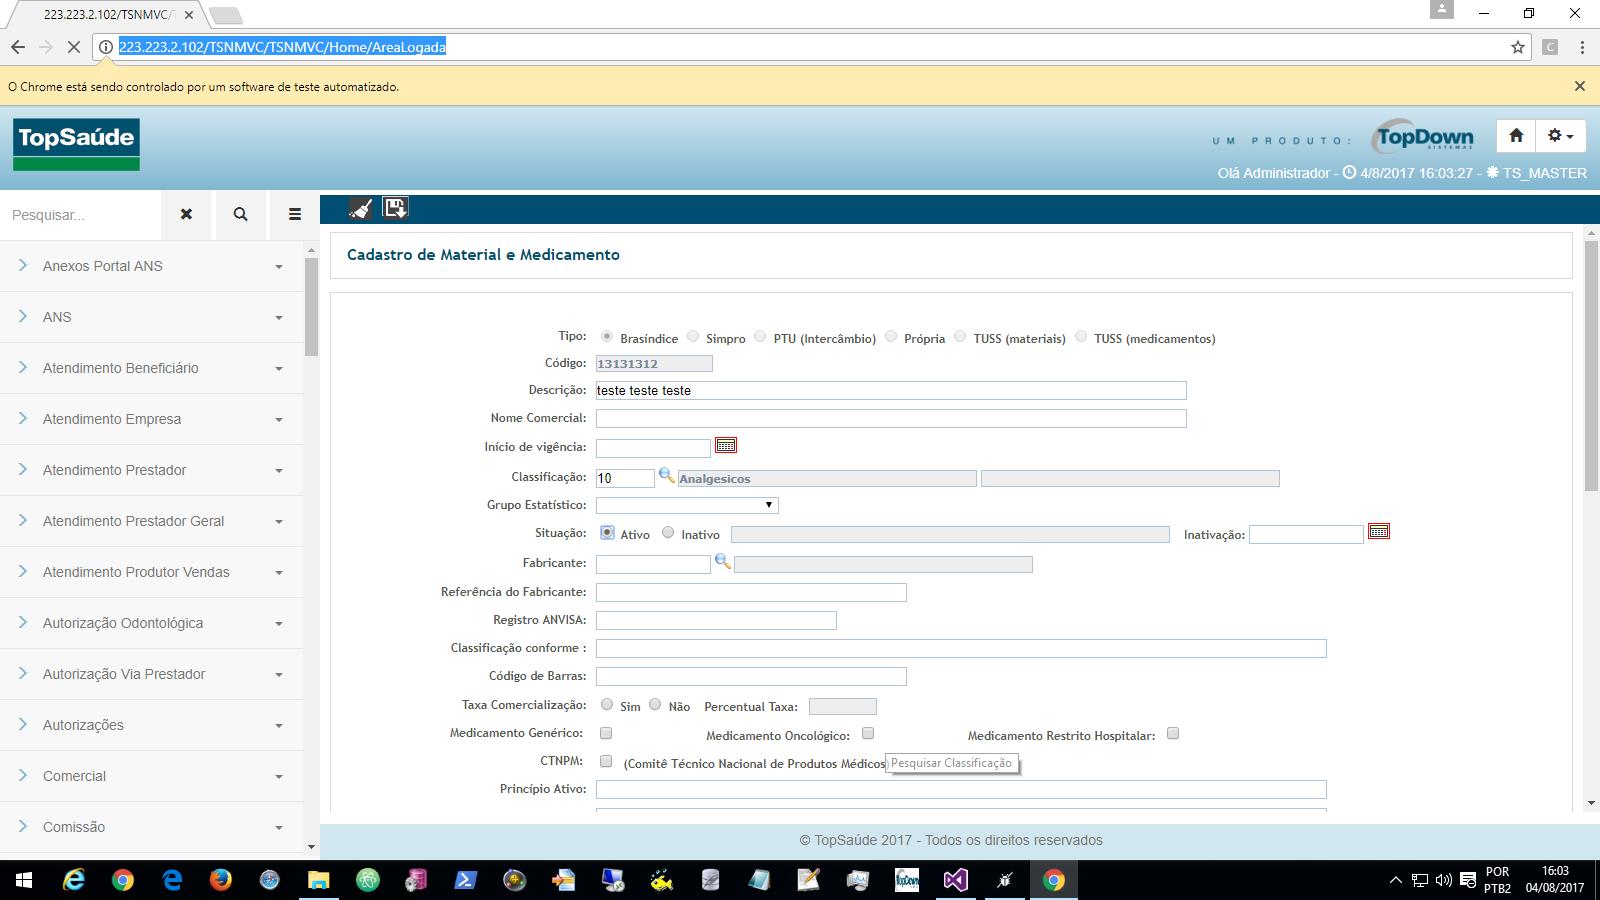 223.223.2.102/TSNMVC/T
223.223.2.102/TSNMVC/TSNMVC/Home/AreaLogada
C
O Chrome está sendo controlado por um software de teste automatizado.
TopSaúde
UM PRODUTO:
TopDown
SISTEMAS
Olá Administrador - 4/8/2017 16:03:27 - TS_MASTER
Pesquisar...
Anexos Portal ANS
ANS
Atendimento Beneficiário
Atendimento Empresa
Atendimento Prestador
Atendimento Prestador Geral
Atendimento Produtor Vendas
Autorização Odontológica
Autorização Via Prestador
Autorizações
Comercial
Comissão
Cadastro de Material e Medicamento
Tipo: Brasíndice Simpro PTU (Intercâmbio) Própria TUSS (materiais) TUSS (medicamentos)
Código: 13131312
Descrição: teste teste teste
Nome Comercial:
Início de vigência:
Classificação: 10 Analgesicos
Grupo Estatístico:
Situação: Ativo Inativo Inativação:
Fabricante:
Referência do Fabricante:
Registro ANVISA:
Classificação conforme :
Código de Barras:
Taxa Comercialização: Sim Não Percentual Taxa:
Medicamento Genérico: Medicamento Oncológico: Medicamento Restrito Hospitalar:
CTNPM: (Comitê Técnico Nacional de Produtos Médicos)
Pesquisar Classificação
Princípio Ativo:
© TopSaúde 2017 - Todos os direitos reservados
TopDown
POR
PTB2
16:03
04/08/2017